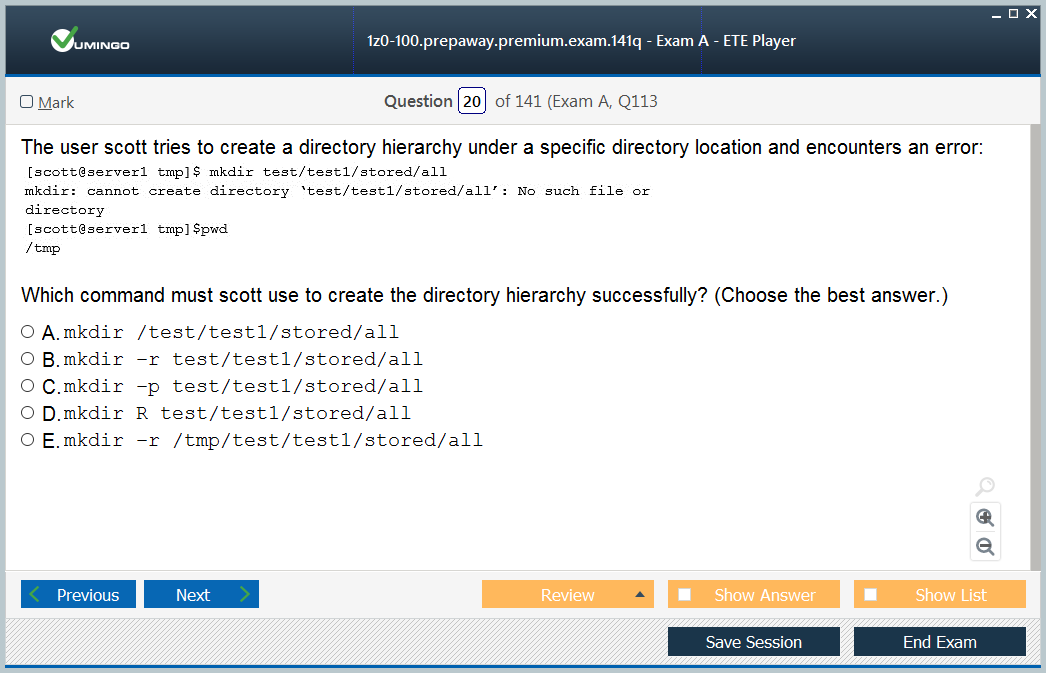 VUMINGO
1z0-100.prepaway.premium.exam.141q - Exam A - ETE Player
Mark
Question 20 of 141 (Exam A, Q113
The user scott tries to create a directory hierarchy under a specific directory location and encounters an error:
[scott@server1 tmp]$ mkdir test/test1/stored/all
mkdir: cannot create directory ‘test/test1/stored/all’: No such file or
directory
[scott@server1 tmp]$pwd
/tmp
Which command must scott use to create the directory hierarchy successfully? (Choose the best answer.)
A. mkdir /test/test1/stored/all
B. mkdir –r test/test1/stored/all
C. mkdir –p test/test1/stored/all
D. mkdir R test/test1/stored/all
E. mkdir –r /tmp/test/test1/stored/all
Previous Next Review Show Answer Show List
Save Session End Exam